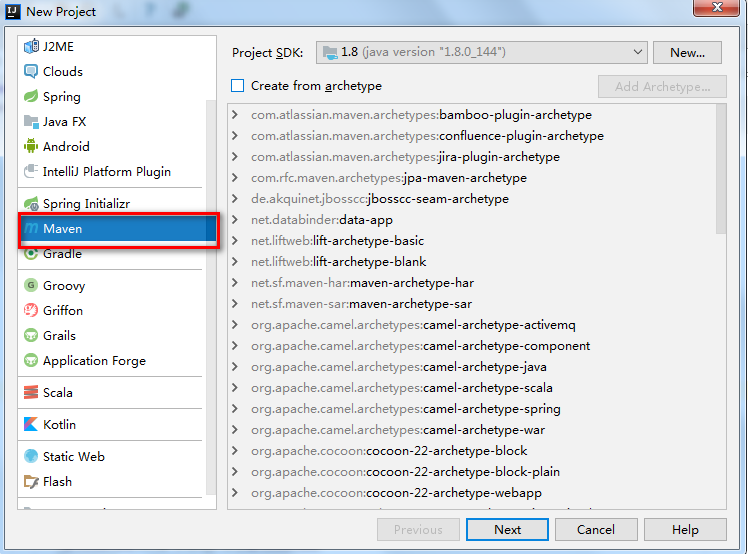 New Project
J2ME
Clouds
Spring
Java FX
Android
IntelliJ Platform Plugin
Spring Initializr
Maven
Gradle
Groovy
Griffon
Grails
Application Forge
Scala
Kotlin
Static Web
Flash
Project SDK: 1.8 (java version "1.8.0_144") New...
Create from archetype Add Archetype...
com.atlassian.maven.archetypes:bamboo-plugin-archetype
com.atlassian.maven.archetypes:confluence-plugin-archetype
com.atlassian.maven.archetypes:jira-plugin-archetype
com.rfc.maven.archetypes:jpa-maven-archetype
de.akquinet.jbosscc:jbosscc-seam-archetype
net.databinder:data-app
net.liftweb:lift-archetype-basic
net.liftweb:lift-archetype-blank
net.sf.maven-har:maven-archetype-har
net.sf.maven-sar:maven-archetype-sar
org.apache.camel.archetypes:camel-archetype-activemq
org.apache.camel.archetypes:camel-archetype-component
org.apache.camel.archetypes:camel-archetype-java
org.apache.camel.archetypes:camel-archetype-scala
org.apache.camel.archetypes:camel-archetype-spring
org.apache.camel.archetypes:camel-archetype-war
org.apache.cocoon:cocoon-22-archetype-block
org.apache.cocoon:cocoon-22-archetype-block-plain
org.apache.cocoon:cocoon-22-archetype-webapp
Previous Next Cancel Help